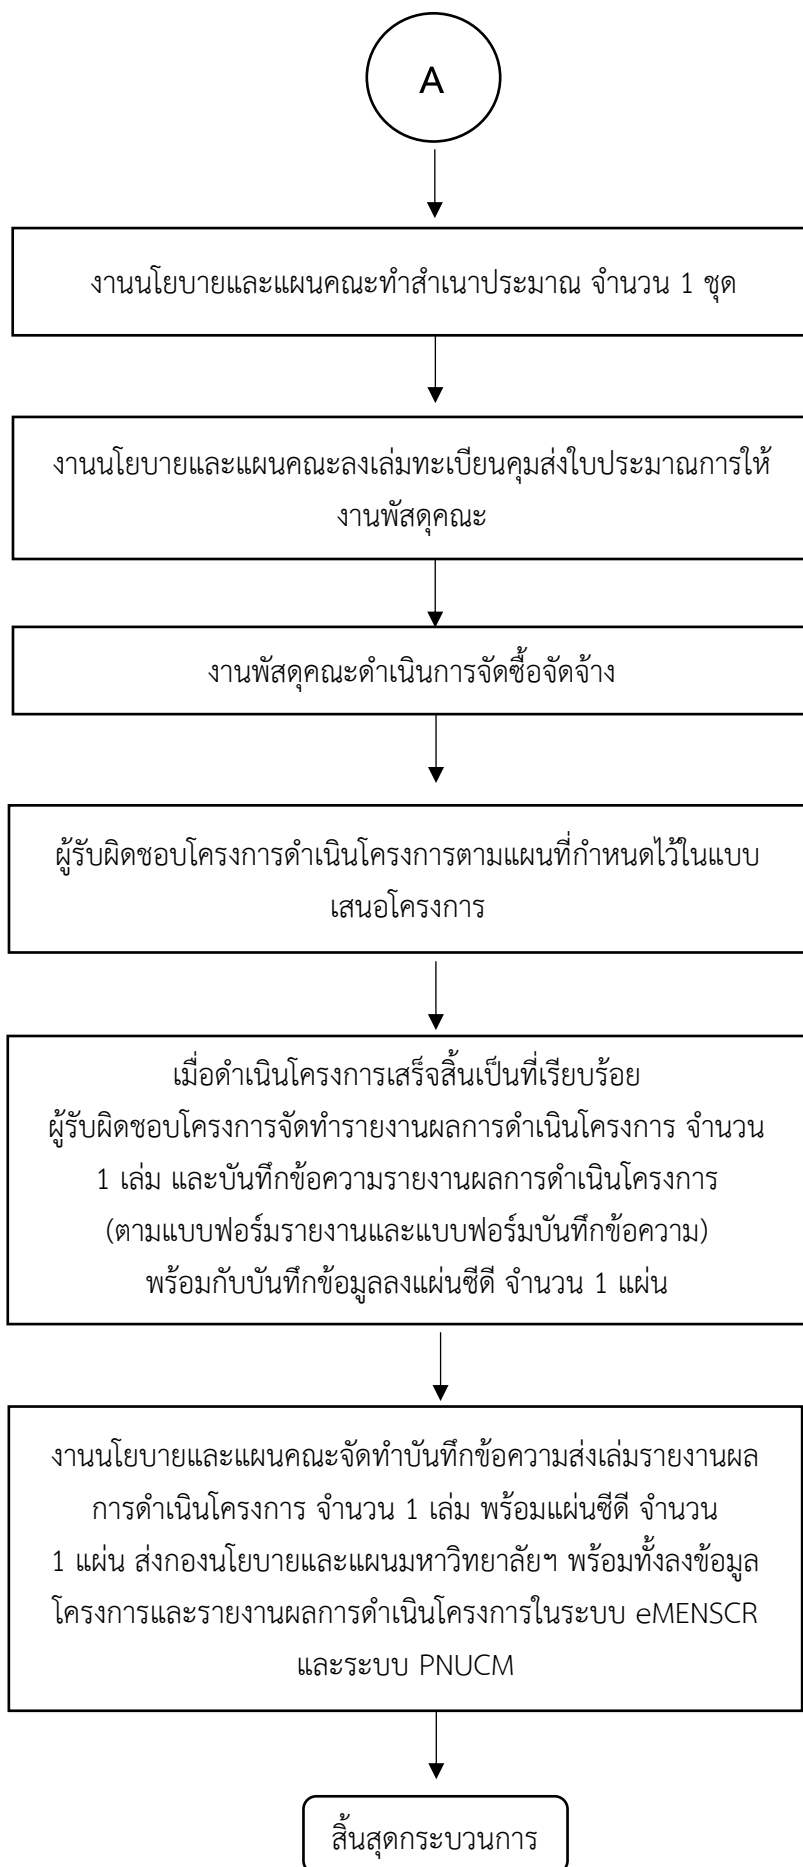 A
งานนโยบายและแผนคณะทำสำเนาประมาณ จำนวน 1 ชุด
งานนโยบายและแผนคณะลงเล่มทะเบียนคุมส่งใบประมาณการให้
งานพัสดุคณะ
งานพัสดุคณะดำเนินการจัดซื้อจัดจ้าง
ผู้รับผิดชอบโครงการดำเนินโครงการตามแผนที่กำหนดไว้ในแบบ
เสนอโครงการ
เมื่อดำเนินโครงการเสร็จสิ้นเป็นที่เรียบร้อย
ผู้รับผิดชอบโครงการจัดทำรายงานผลการดำเนินโครงการ จำนวน
1 เล่ม และบันทึกข้อความรายงานผลการดำเนินโครงการ
(ตามแบบฟอร์มรายงานและแบบฟอร์มบันทึกข้อความ)
พร้อมกับบันทึกข้อมูลลงแผ่นซีดี จำนวน 1 แผ่น
งานนโยบายและแผนคณะจัดทำบันทึกข้อความส่งเล่มรายงานผล
การดำเนินโครงการ จำนวน 1 เล่ม พร้อมแผ่นซีดี จำนวน
1 แผ่น ส่งกองนโยบายและแผนมหาวิทยาลัยฯ พร้อมทั้งลงข้อมูล
โครงการและรายงานผลการดำเนินโครงการในระบบ eMENSCR
และระบบ PNUCM
สิ้นสุดกระบวนการ